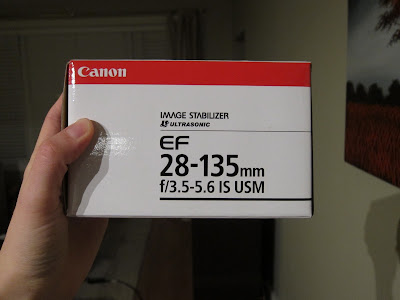 Canon
IMAGE STABILIZER
ULTRASONIC
EF
28-135mm
f/3.5-5.6 IS USM